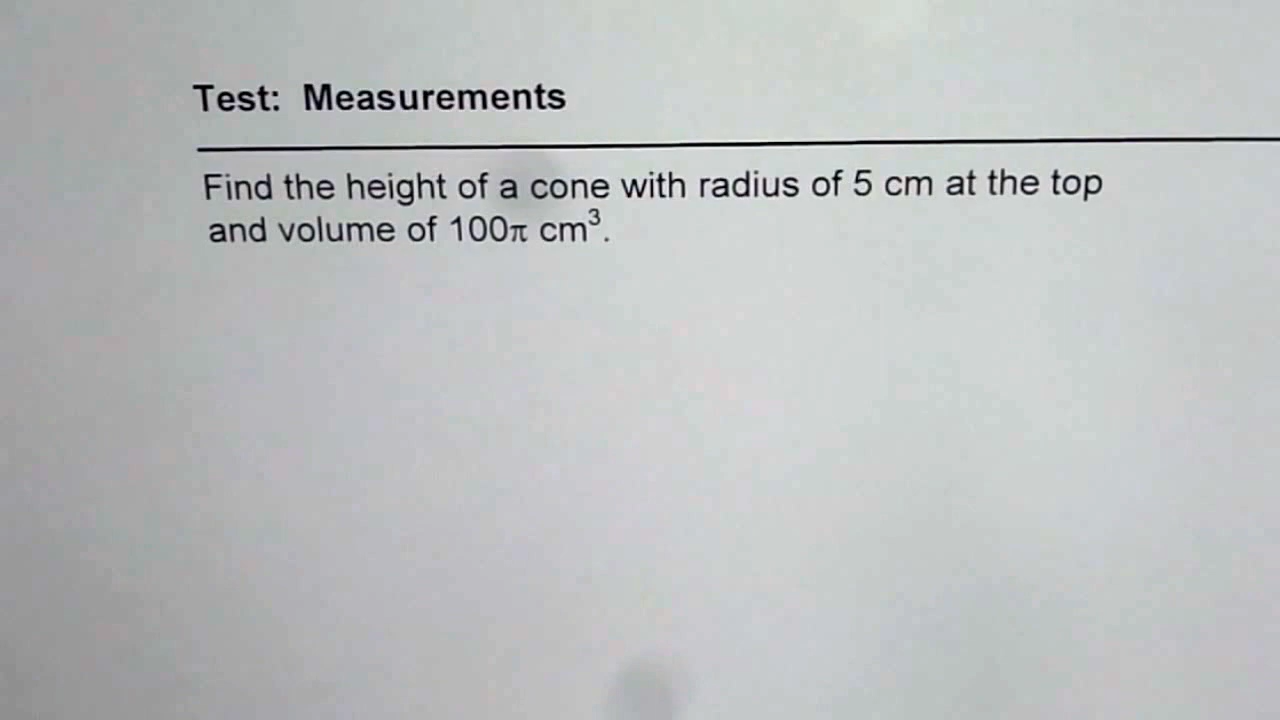 Test: Measurements
Find the height of a cone with radius of 5 cm at the top
and volume of 100π cm³.